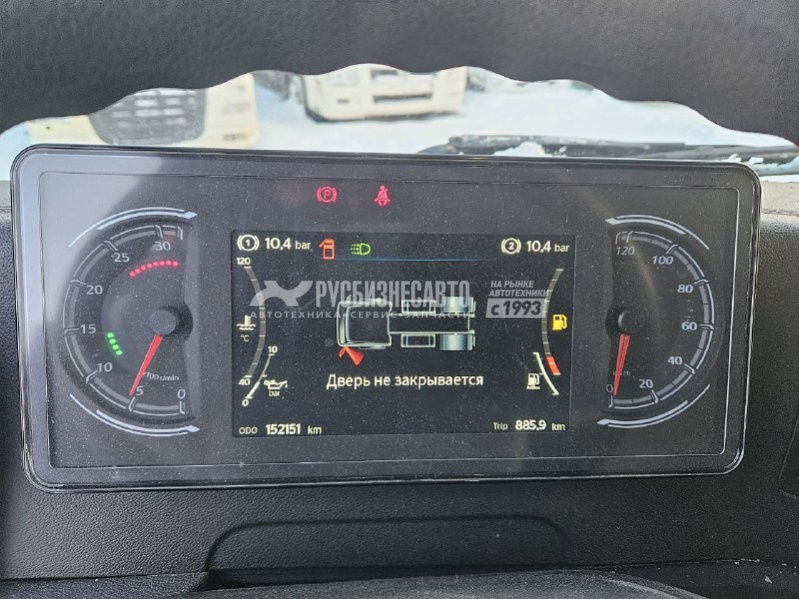 P
1 10,4 bar
2 10,4 bar
120
°C
40
0
10
bar
РУСБИЗНЕСАВТО
АВТОТЕХНИКА СЕРВИС ЗАПЧАСТИ
НА РЫНКЕ
АВТОТЕХНИКИ
с 1993
Дверь не закрывается
ODO 152151 km
Trip 885,9 km
30
25
20
15
10
5
0
×100 r/min
120
100
80
60
40
20
0